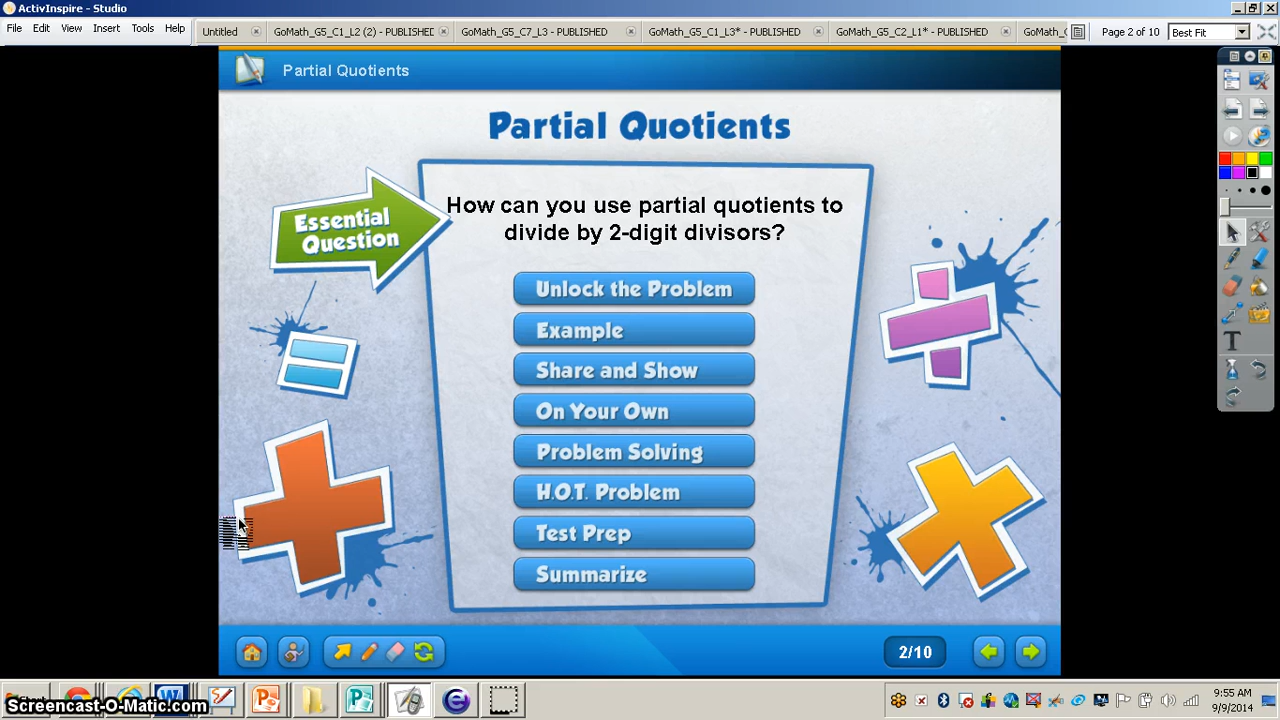 ActivInspire - Studio
File Edit View Insert Tools Help
Untitled
GoMath_G5_C1_L2 (2) - PUBLISHED
GoMath_G5_C7_L3 - PUBLISHED
GoMath_G5_C1_L3* - PUBLISHED
GoMath_G5_C2_L1* - PUBLISHED
GoMath_G
Page 2 of 10
Best Fit
Partial Quotients
Partial Quotients
Essential
Question
How can you use partial quotients to
divide by 2-digit divisors?
Unlock the Problem
Example
Share and Show
On Your Own
Problem Solving
H.O.T. Problem
Test Prep
Summarize
2/10
Screencast-O-Matic.com
9:55 AM
9/9/2014